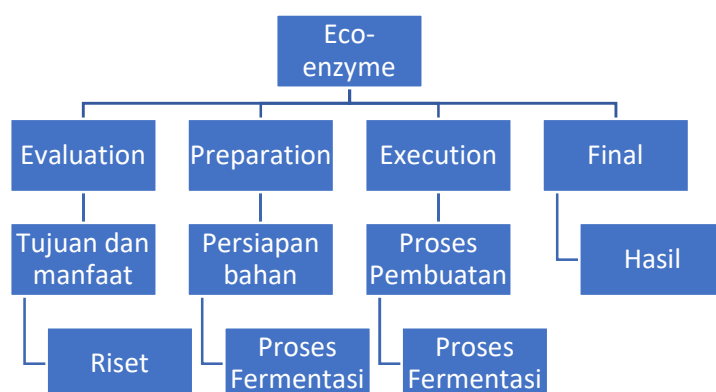 Eco-
enzyme
Evaluation
Preparation
Execution
Final
Tujuan dan
manfaat
Persiapan
bahan
Proses
Pembuatan
Hasil
Riset
Proses
Fermentasi
Proses
Fermentasi